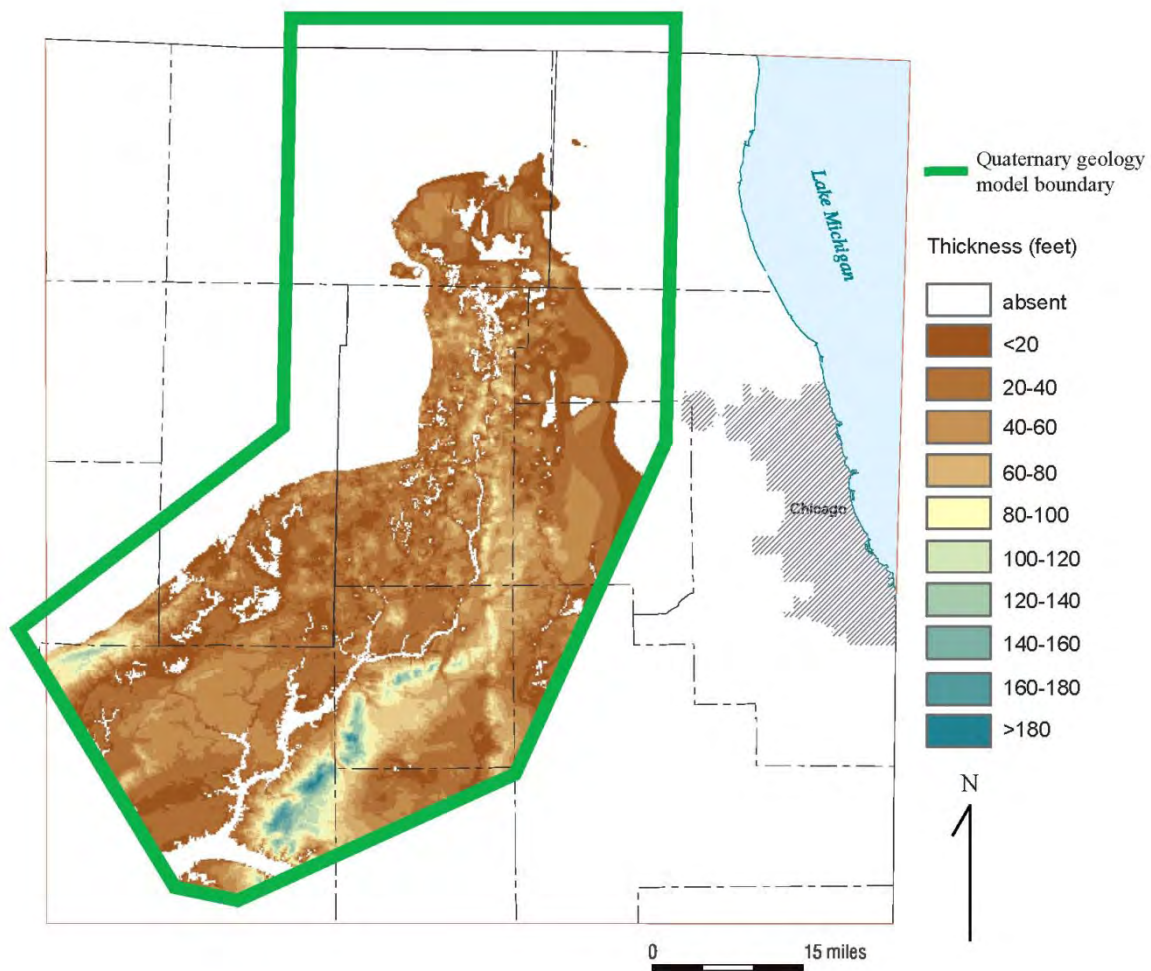 Lake Michigan
Chicago
Quaternary geology
model boundary
Thickness (feet)
absent
<20
20-40
40-60
60-80
80-100
100-120
120-140
140-160
160-180
>180
N
0 15 miles